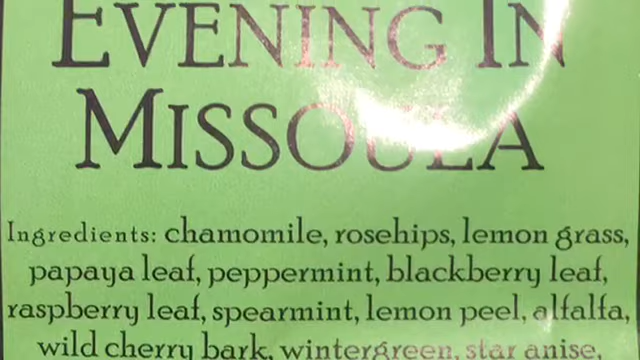 EVENING IN
MISSOULA
Ingredients: chamomile, rosehips, lemon grass,
papaya leaf, peppermint, blackberry leaf,
raspberry leaf, spearmint, lemon peel, alfalfa,
wild cherry bark, wintergreen, star anise,